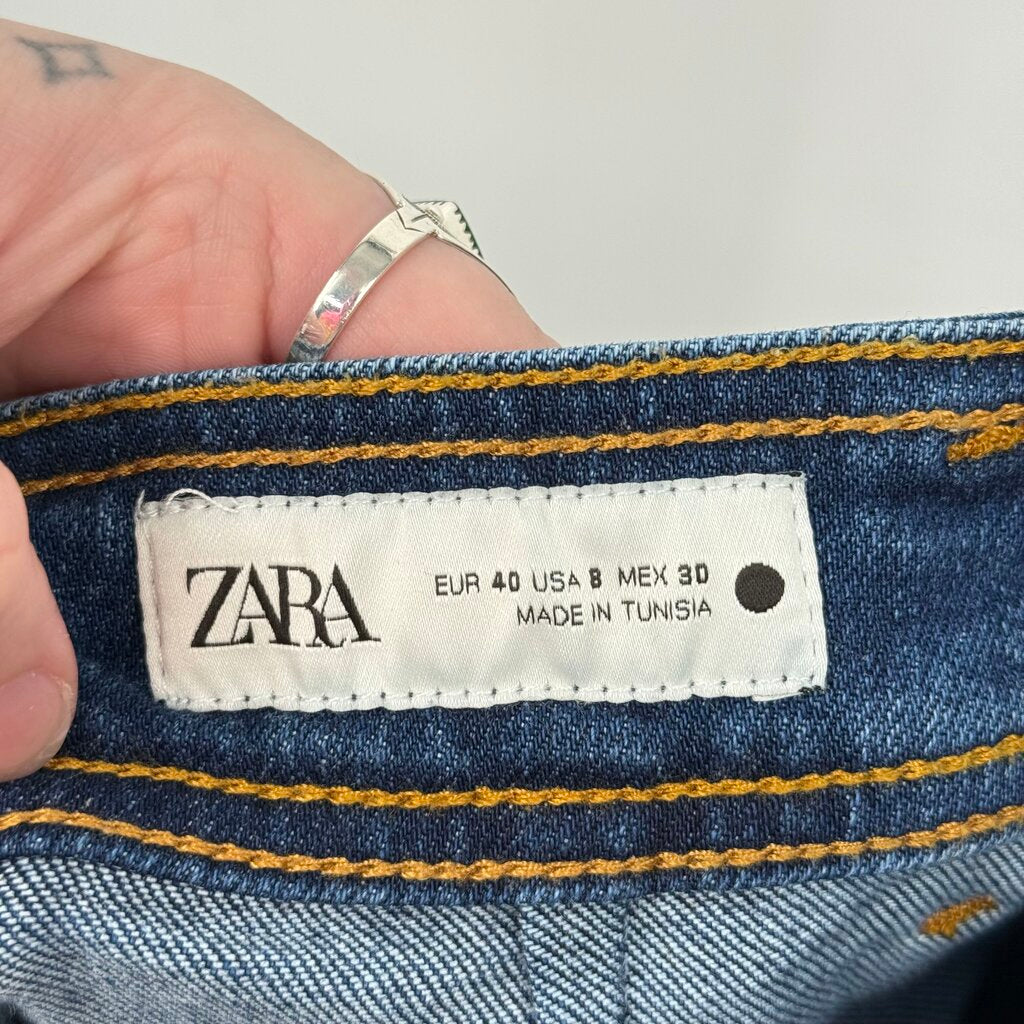 ZARA
EUR 40 USA 8 MEX 30
MADE IN TUNISIA